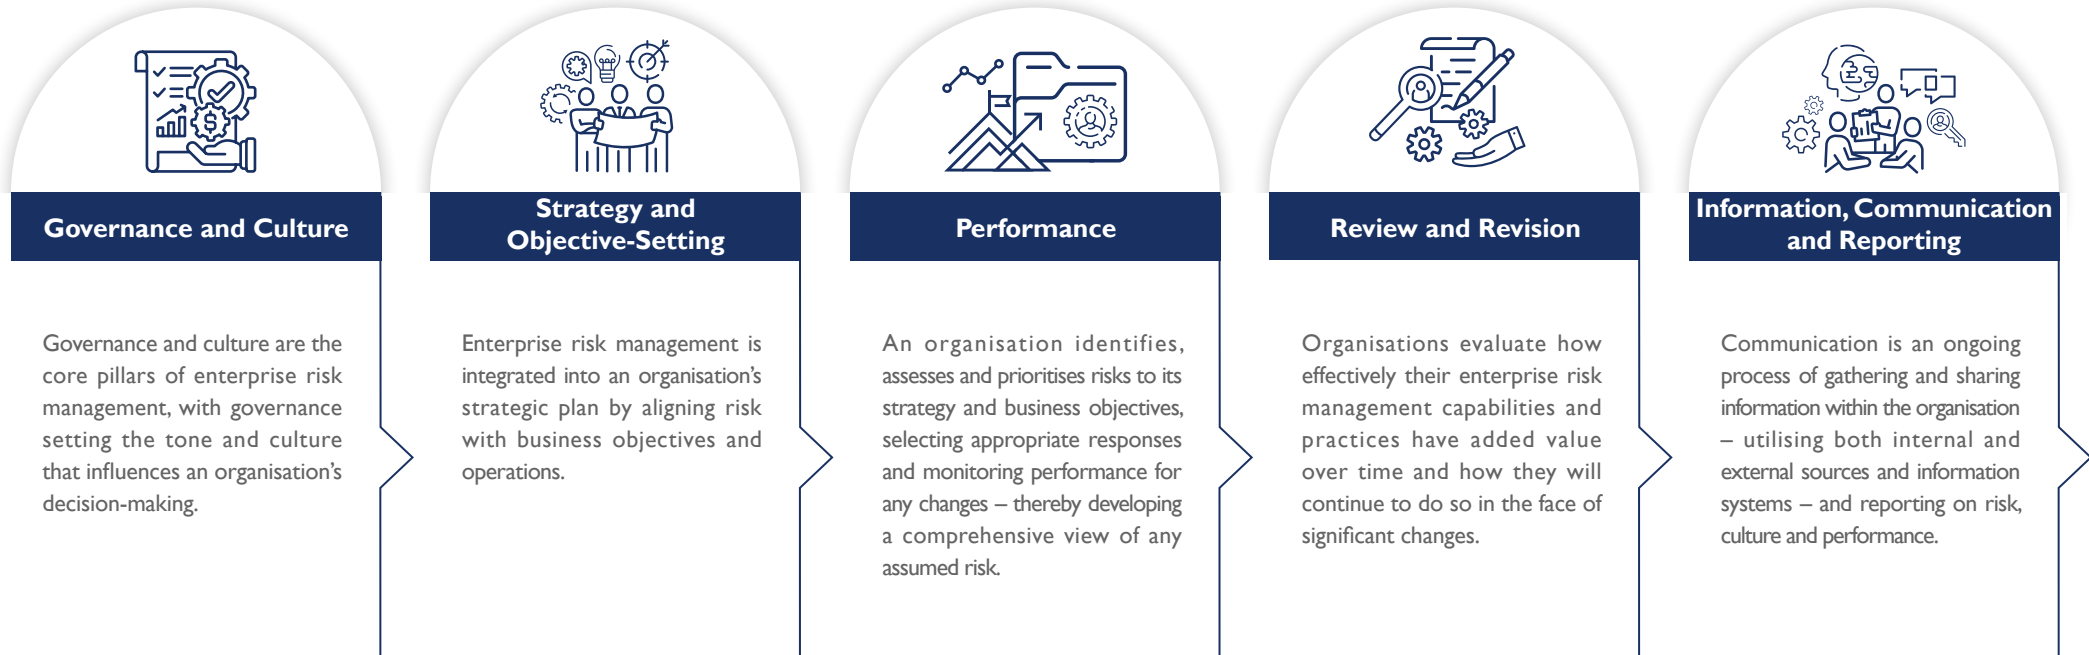 Governance and Culture
Governance and culture are the
core pillars of enterprise risk
management, with governance
setting the tone and culture
that influences an organisation's
decision-making.
Strategy and
Objective-Setting
Enterprise risk management is
integrated into an organisation's
strategic plan by aligning risk
with business objectives and
operations.
Performance
An organisation identifies,
assesses and prioritises risks to its
strategy and business objectives,
selecting appropriate responses
and monitoring performance for
any changes – thereby developing
a comprehensive view of any
assumed risk.
Review and Revision
Organisations evaluate how
effectively their enterprise risk
management capabilities and
practices have added value
over time and how they will
continue to do so in the face of
significant changes.
Information, Communication
and Reporting
Communication is an ongoing
process of gathering and sharing
information within the organisation
– utilising both internal and
external sources and information
systems – and reporting on risk,
culture and performance.